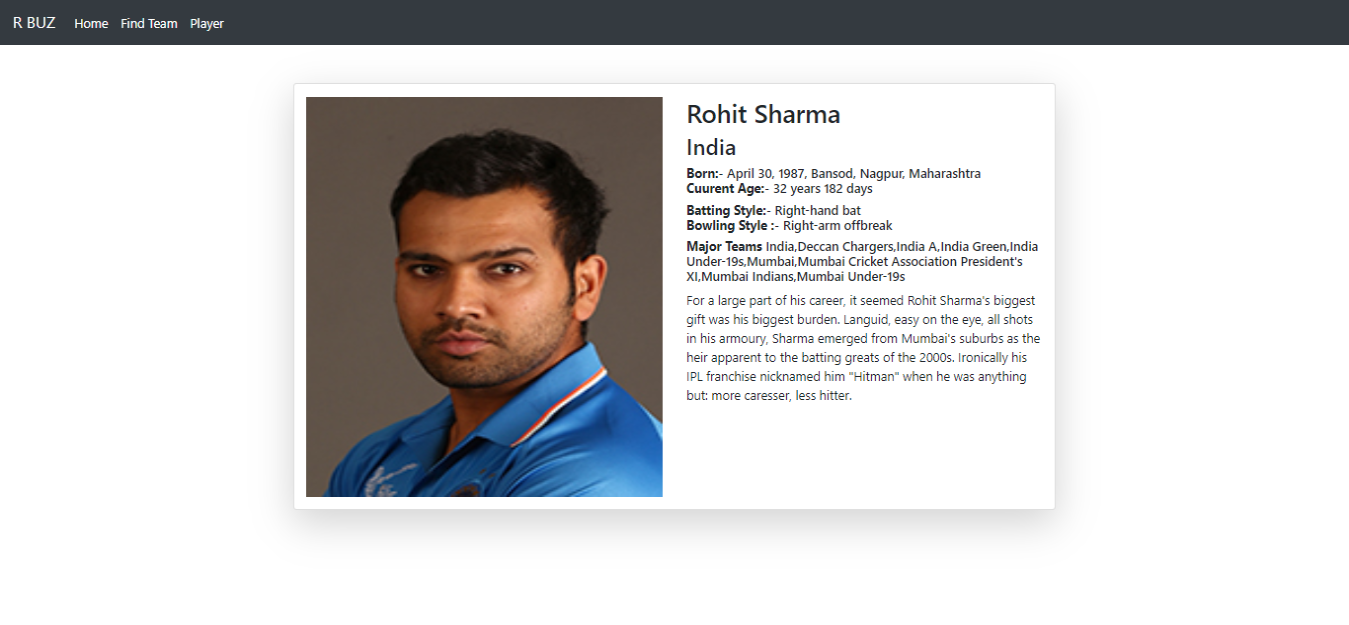 R BUZ Home Find Team Player
Rohit Sharma
India
Born:- April 30, 1987, Bansod, Nagpur, Maharashtra
Cuurent Age:- 32 years 182 days
Batting Style:- Right-hand bat
Bowling Style :- Right-arm offbreak
Major Teams India,Deccan Chargers,India A,India Green,India
Under-19s,Mumbai,Mumbai Cricket Association President's
XI,Mumbai Indians,Mumbai Under-19s
For a large part of his career, it seemed Rohit Sharma's biggest
gift was his biggest burden. Languid, easy on the eye, all shots
in his armoury, Sharma emerged from Mumbai's suburbs as the
heir apparent to the batting greats of the 2000s. Ironically his
IPL franchise nicknamed him "Hitman" when he was anything
but: more caresser, less hitter.